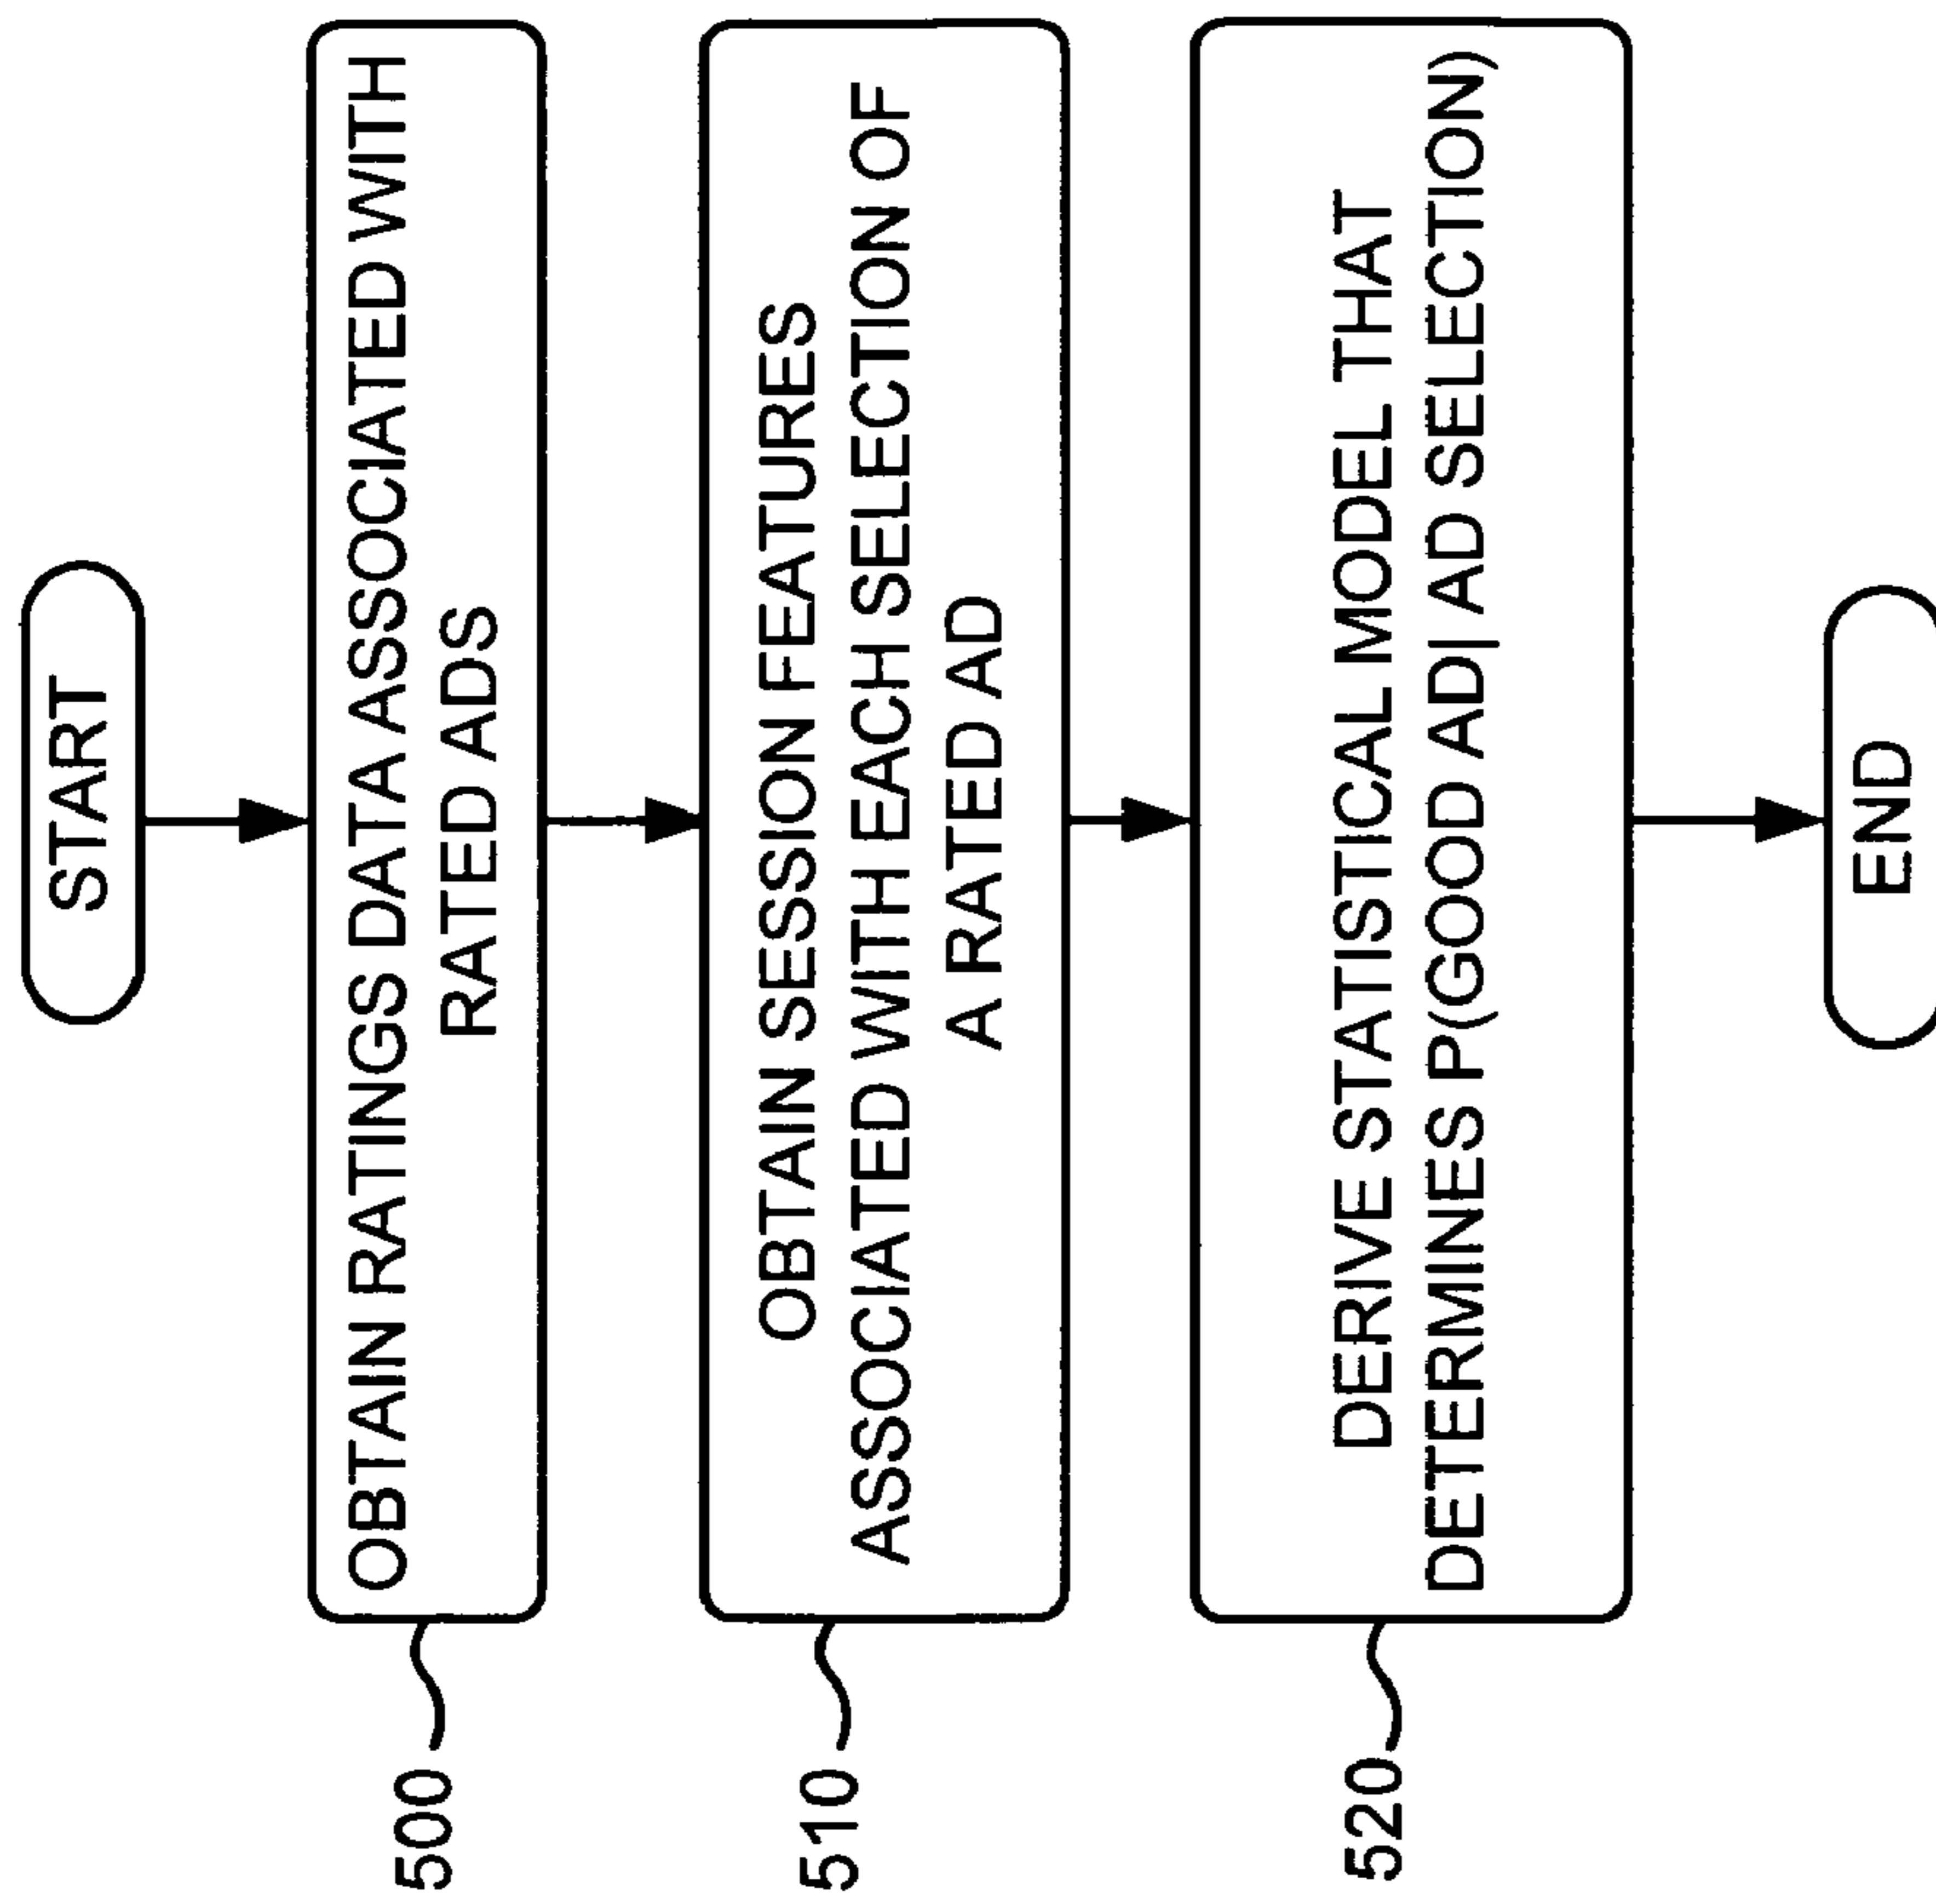 START
OBTAIN RATINGS DATA ASSOCIATED WITH
RATED ADS
500
OBTAIN SESSION FEATURES
ASSOCIATED WITH EACH SELECTION OF
A RATED AD
510
DERIVE STATISTICAL MODEL THAT
DETERMINES P(GOOD AD| AD SELECTION)
520
END